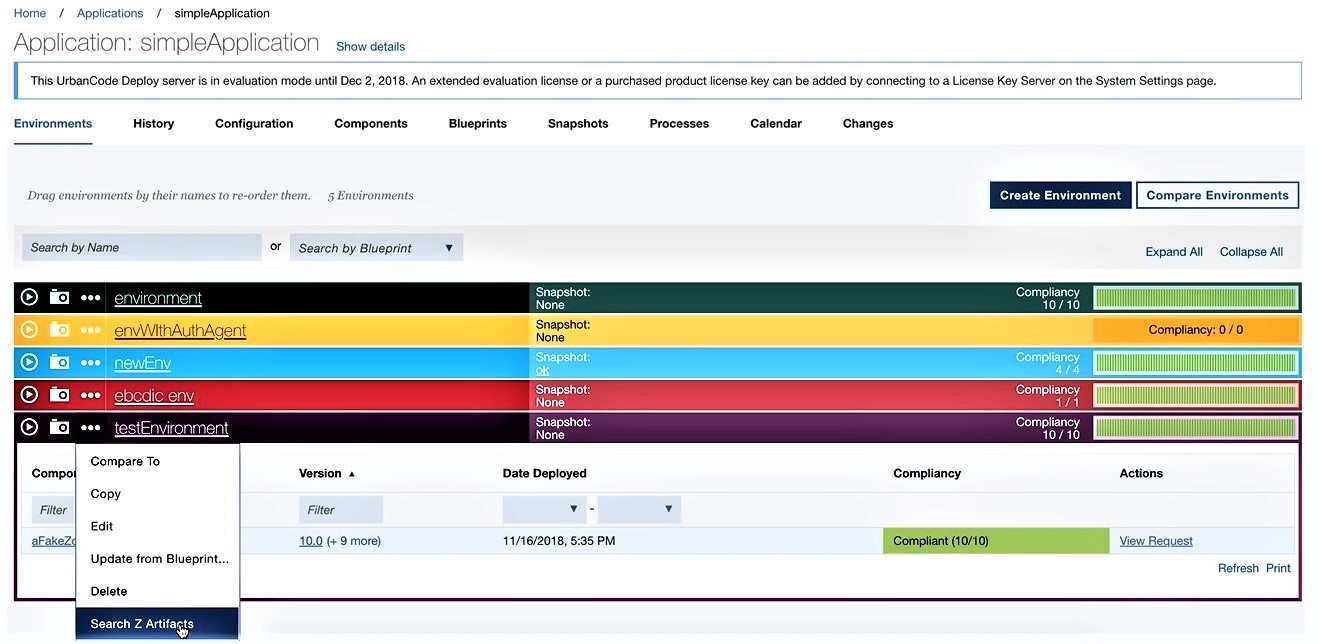 Home / Applications / simpleApplication
Application: simpleApplication Show details
This UrbanCode Deploy server is in evaluation mode until Dec 2, 2018. An extended evaluation license or a purchased product license key can be added by connecting to a License Key Server on the System Settings page.
Environments History Configuration Components Blueprints Snapshots Processes Calendar Changes
Drag environments by their names to re-order them. 5 Environments
Create Environment Compare Environments
Search by Name or Search by Blueprint
Expand All Collapse All
environment Snapshot: None Compliancy 10 / 10
envWIthAuthAgent Snapshot: None Compliancy: 0 / 0
newEnv Snapshot: ok Compliancy 4 / 4
ebcdic env Snapshot: None Compliancy 1 / 1
testEnvironment Snapshot: None Compliancy 10 / 10
Compo Version Date Deployed Compliancy Actions
Filter Filter -
aFakeZo 10.0 (+ 9 more) 11/16/2018, 5:35 PM Compliant (10/10) View Request
Refresh Print
Compare To
Copy
Edit
Update from Blueprint...
Delete
Search Z Artifacts